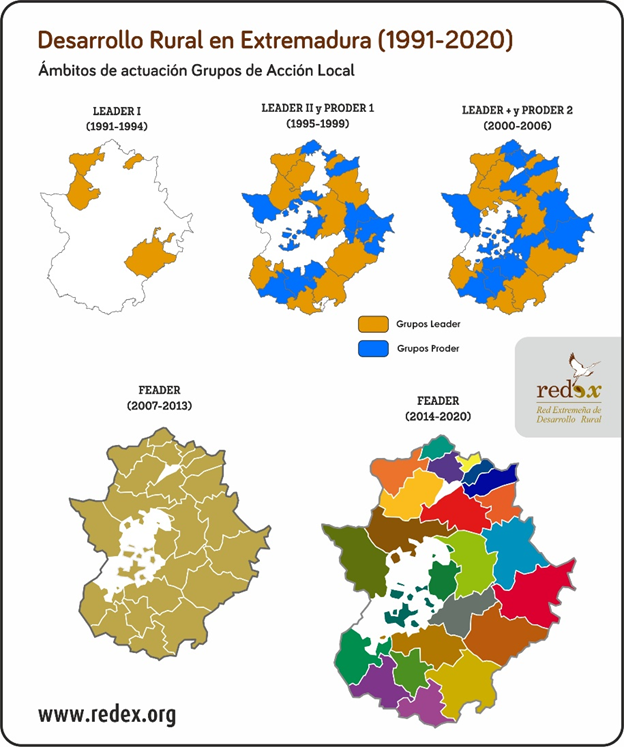 Desarrollo Rural en Extremadura (1991-2020)
Ámbitos de actuación Grupos de Acción Local
LEADER I
(1991-1994)
LEADER II y PRODER 1
(1995-1999)
LEADER + y PRODER 2
(2000-2006)
Grupos Leader
Grupos Proder
redex
Red Extremeña de
Desarrollo Rural
FEADER
(2007-2013)
FEADER
(2014-2020)
www.redex.org